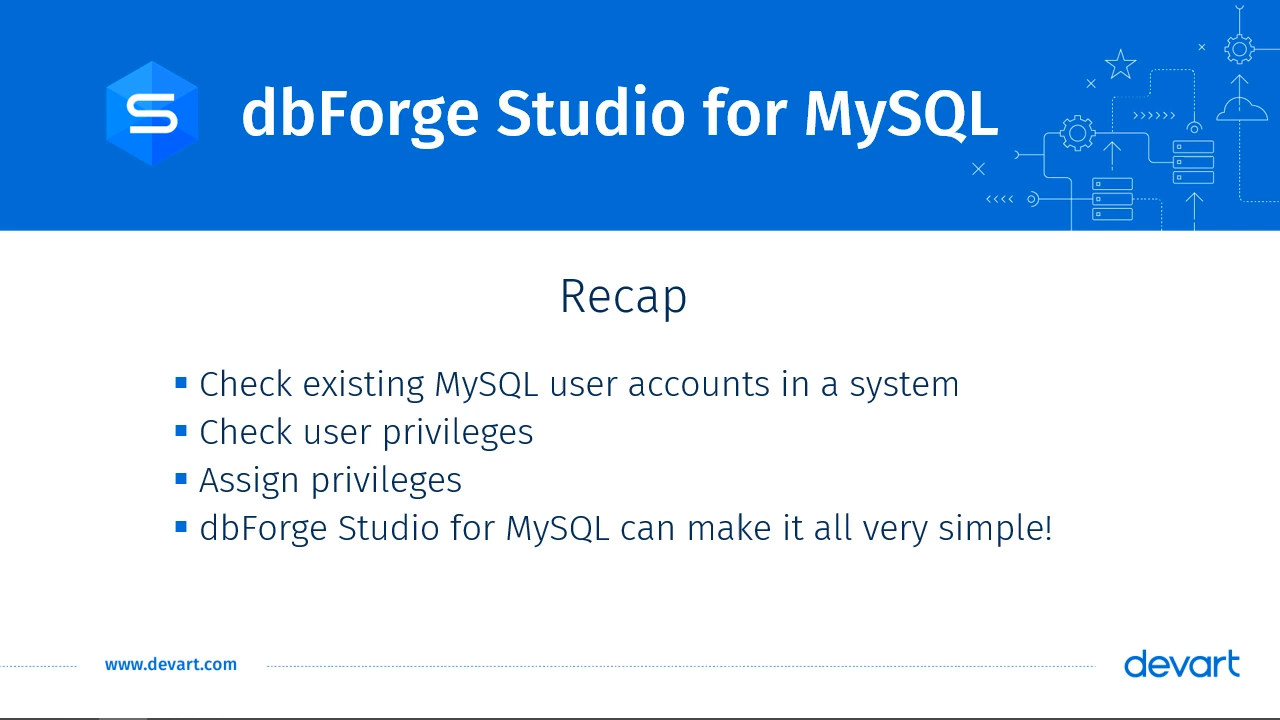 dbForge Studio for MySQL
Recap
▪ Check existing MySQL user accounts in a system
▪ Check user privileges
▪ Assign privileges
▪ dbForge Studio for MySQL can make it all very simple!
www.devart.com
devart